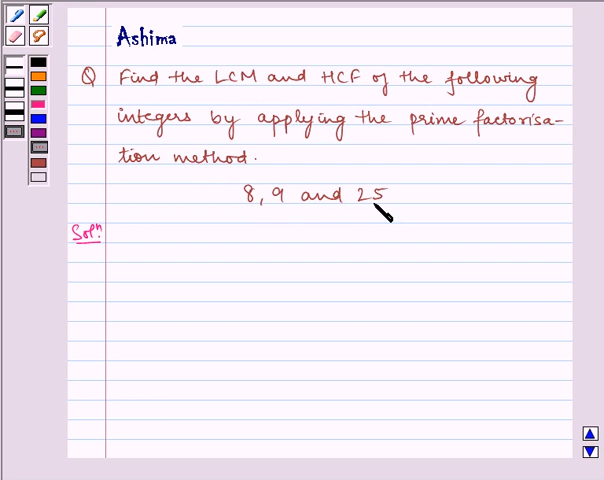 Ashima
Q Find the LCM and HCF of the following
integers by applying the prime factorisa-
tion method.
8, 9 and 25
Solⁿ.